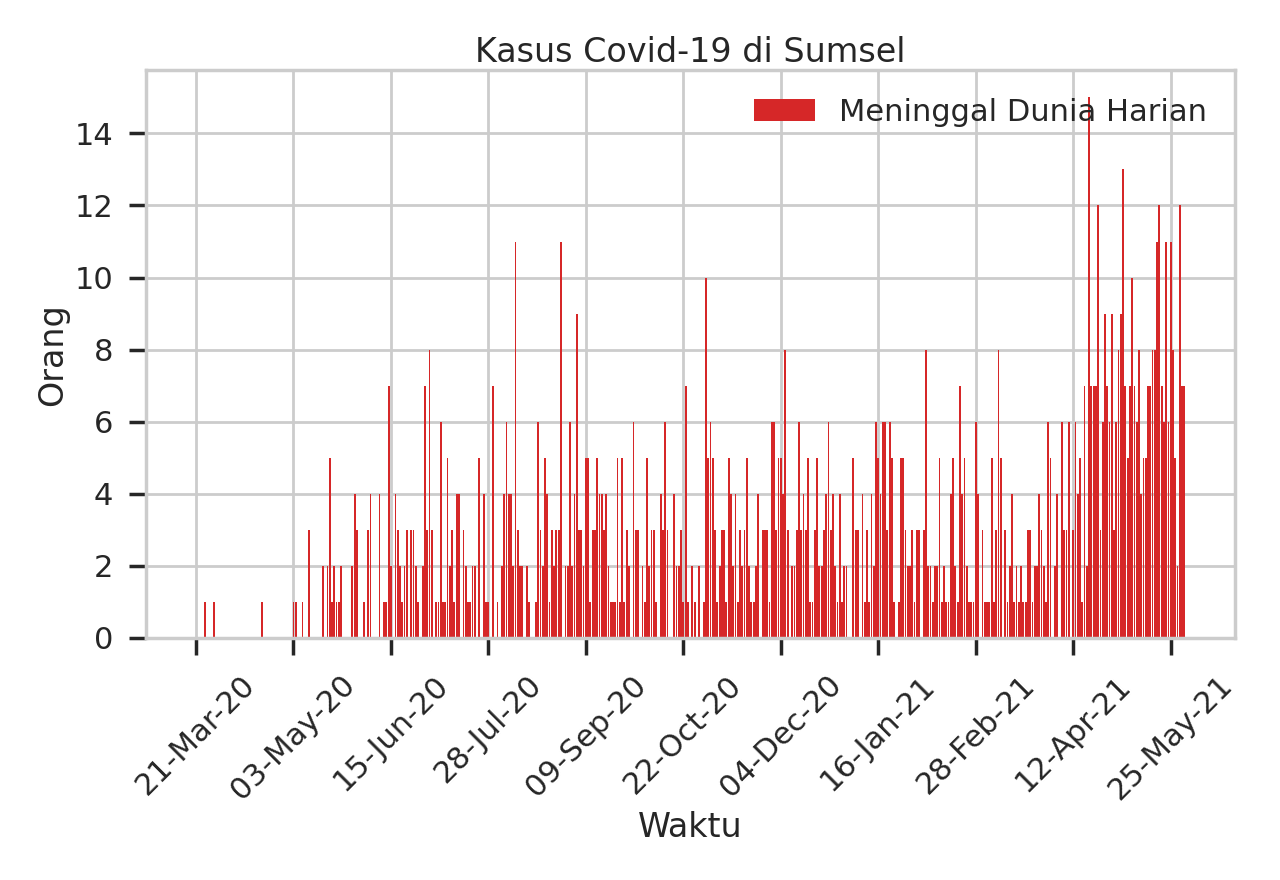 Kasus Covid-19 di Sumsel
Meninggal Dunia Harian
14
12
10
8
6
4
2
0
Orang
21-Mar-20
03-May-20
15-Jun-20
28-Jul-20
09-Sep-20
22-Oct-20
04-Dec-20
16-Jan-21
28-Feb-21
12-Apr-21
25-May-21
Waktu